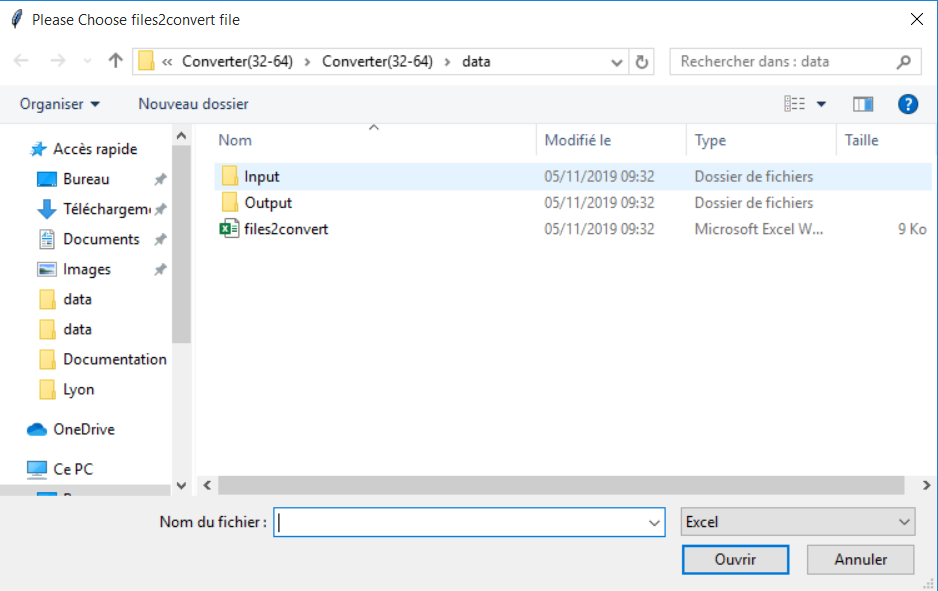 Please Choose files2convert file
« Converter(32-64) › Converter(32-64) › data
Rechercher dans : data
Organiser
Nouveau dossier
Accès rapide
Bureau
Téléchargem
Documents
Images
data
data
Documentation
Lyon
OneDrive
Ce PC
Nom Modifié le Type Taille
Input 05/11/2019 09:32 Dossier de fichiers
Output 05/11/2019 09:32 Dossier de fichiers
files2convert 05/11/2019 09:32 Microsoft Excel W... 9 Ko
Nom du fichier :
Excel
Ouvrir
Annuler